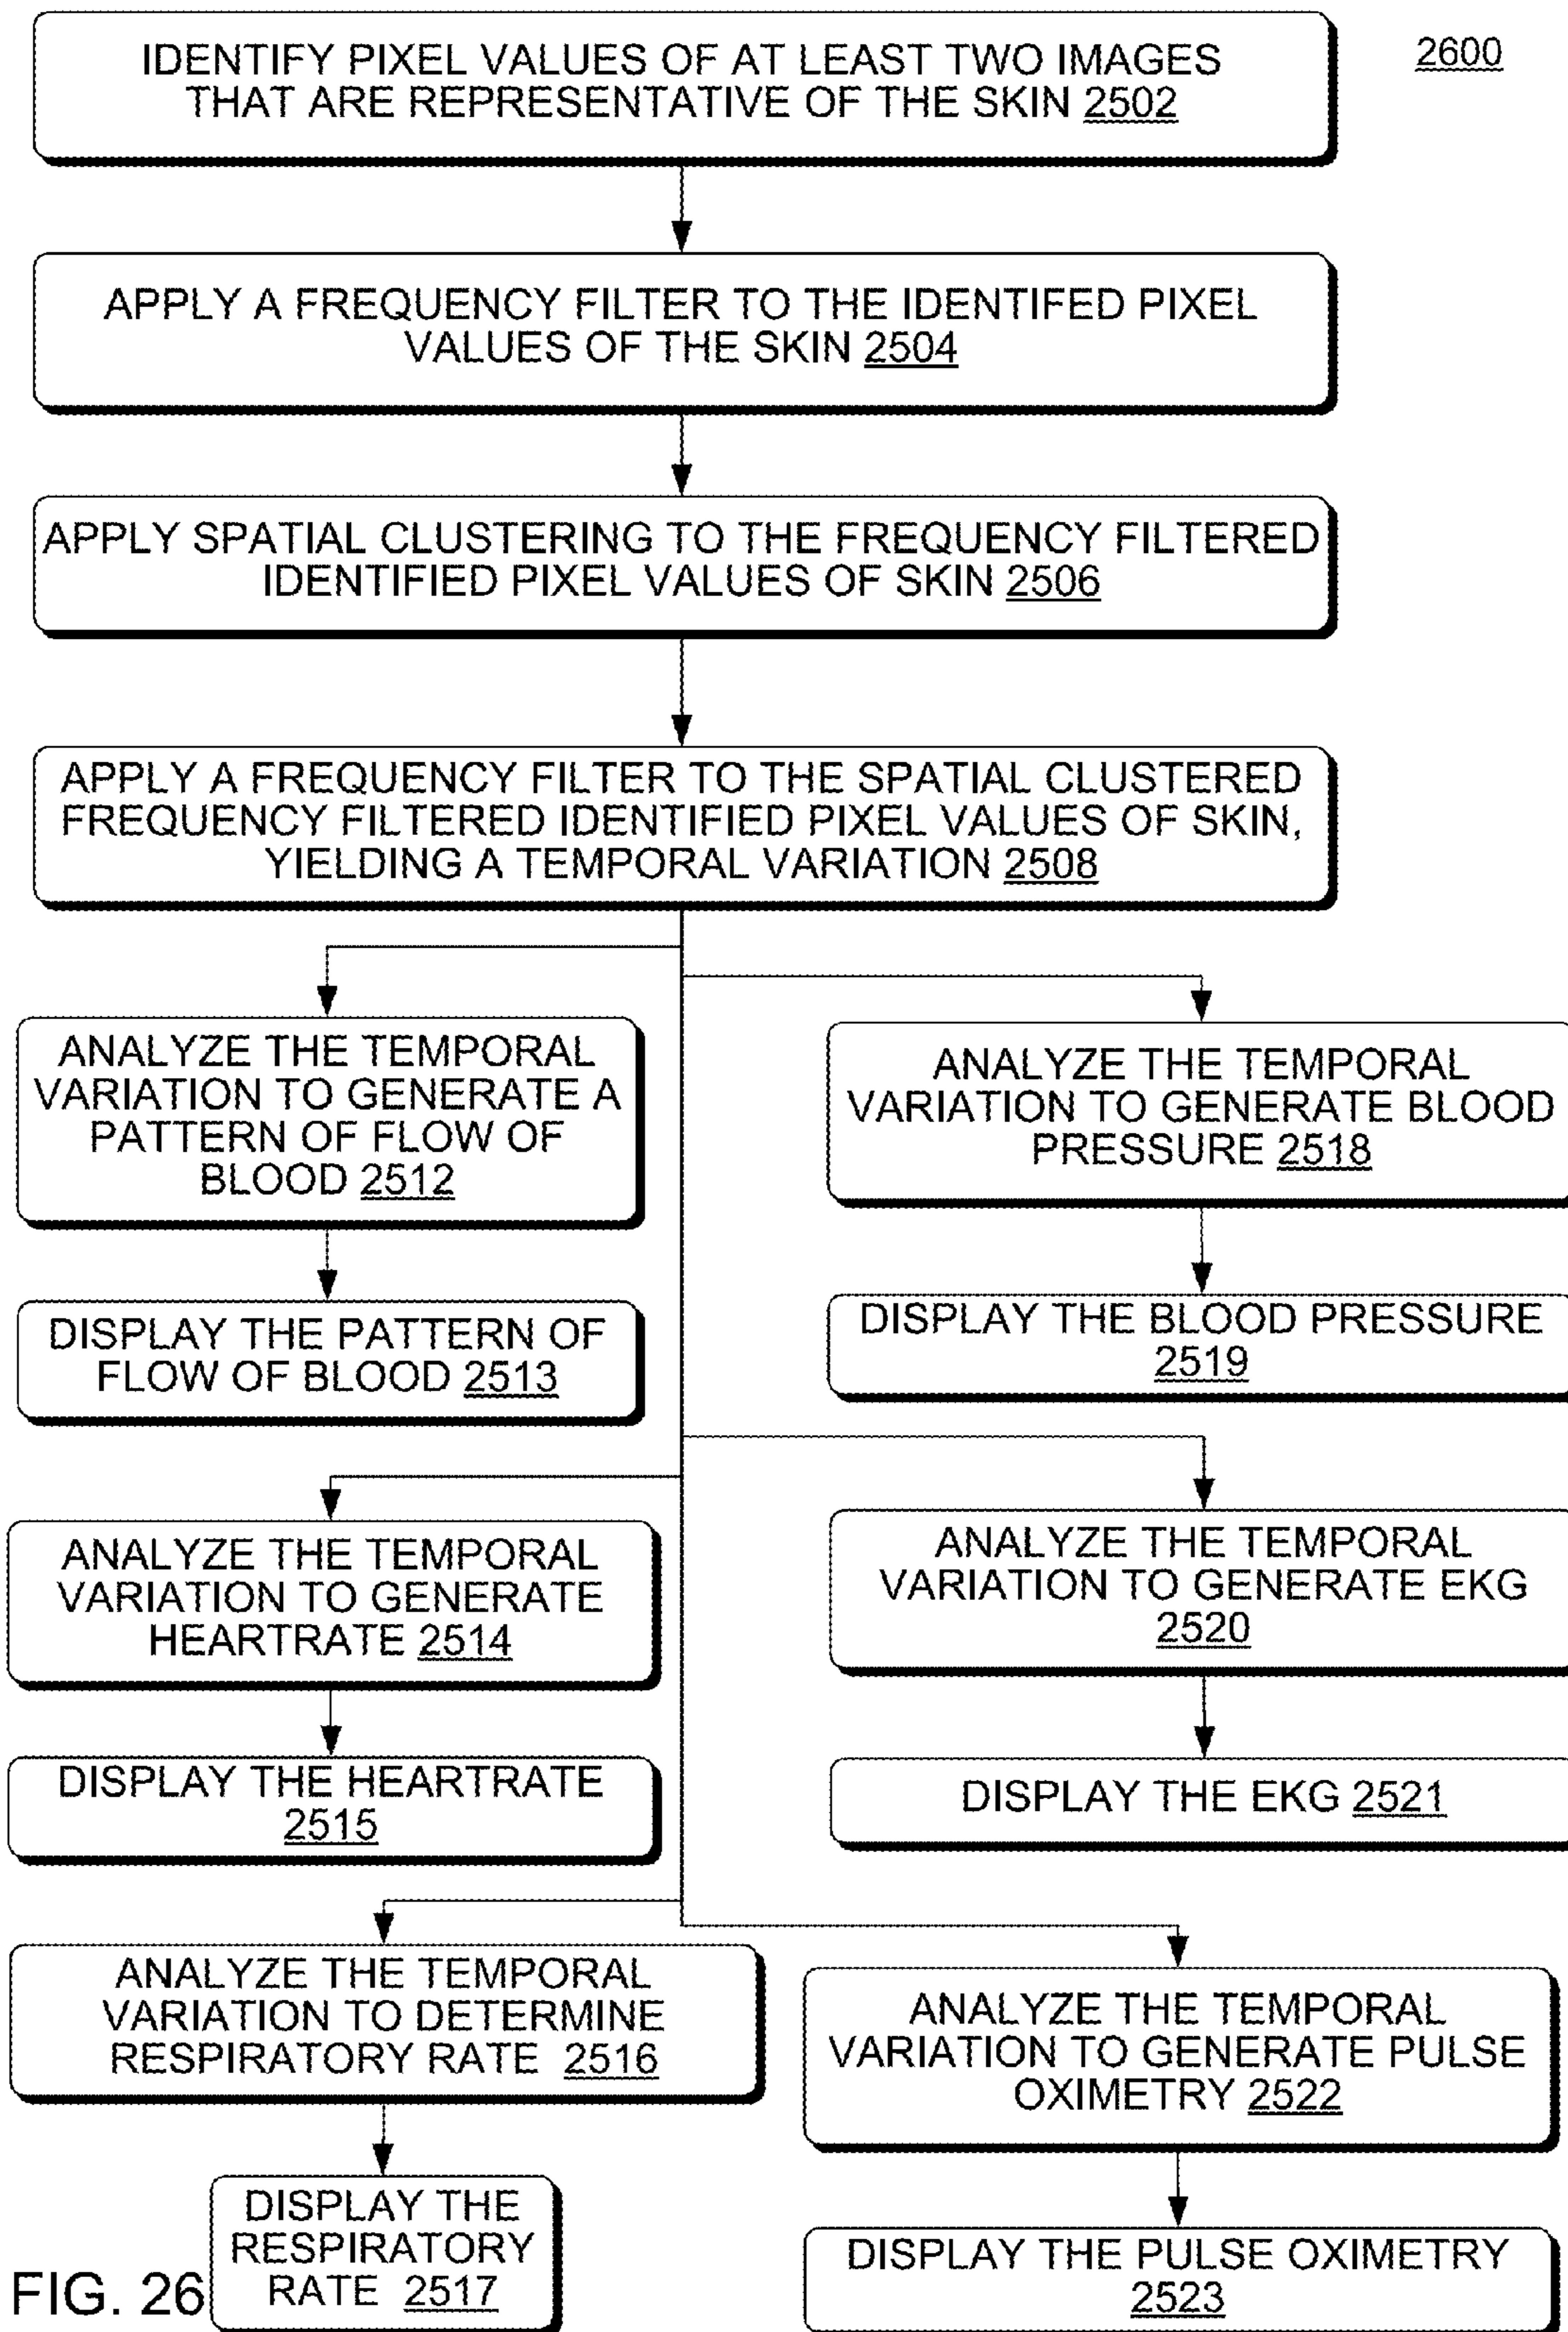 2600
IDENTIFY PIXEL VALUES OF AT LEAST TWO IMAGES
THAT ARE REPRESENTATIVE OF THE SKIN 2502
APPLY A FREQUENCY FILTER TO THE IDENTIFED PIXEL
VALUES OF THE SKIN 2504
APPLY SPATIAL CLUSTERING TO THE FREQUENCY FILTERED
IDENTIFIED PIXEL VALUES OF SKIN 2506
APPLY A FREQUENCY FILTER TO THE SPATIAL CLUSTERED
FREQUENCY FILTERED IDENTIFIED PIXEL VALUES OF SKIN,
YIELDING A TEMPORAL VARIATION 2508
ANALYZE THE TEMPORAL
VARIATION TO GENERATE A
PATTERN OF FLOW OF
BLOOD 2512
DISPLAY THE PATTERN OF
FLOW OF BLOOD 2513
ANALYZE THE TEMPORAL
VARIATION TO GENERATE BLOOD
PRESSURE 2518
DISPLAY THE BLOOD PRESSURE
2519
ANALYZE THE TEMPORAL
VARIATION TO GENERATE
HEARTRATE 2514
DISPLAY THE HEARTRATE
2515
ANALYZE THE TEMPORAL
VARIATION TO GENERATE EKG
2520
DISPLAY THE EKG 2521
ANALYZE THE TEMPORAL
VARIATION TO DETERMINE
RESPIRATORY RATE 2516
DISPLAY THE
RESPIRATORY
RATE 2517
ANALYZE THE TEMPORAL
VARIATION TO GENERATE PULSE
OXIMETRY 2522
DISPLAY THE PULSE OXIMETRY
2523
FIG. 26